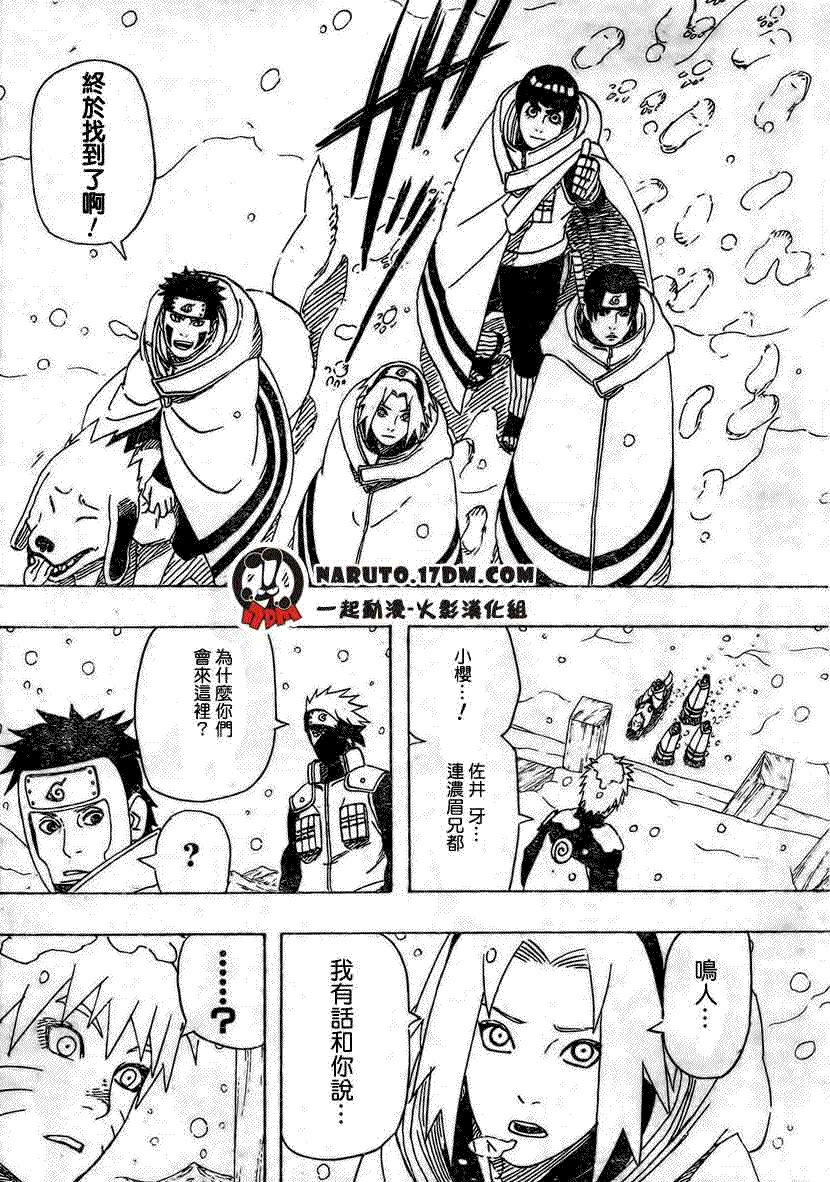 終於找到了啊！
NARUTO.17DM.COM
一起動漫-火影漢化組
17DM
小櫻…！
佐井 牙…
連濃眉兄都
為什麼你們
會來這裡？
？
鳴人…
我有話和你說…
……？